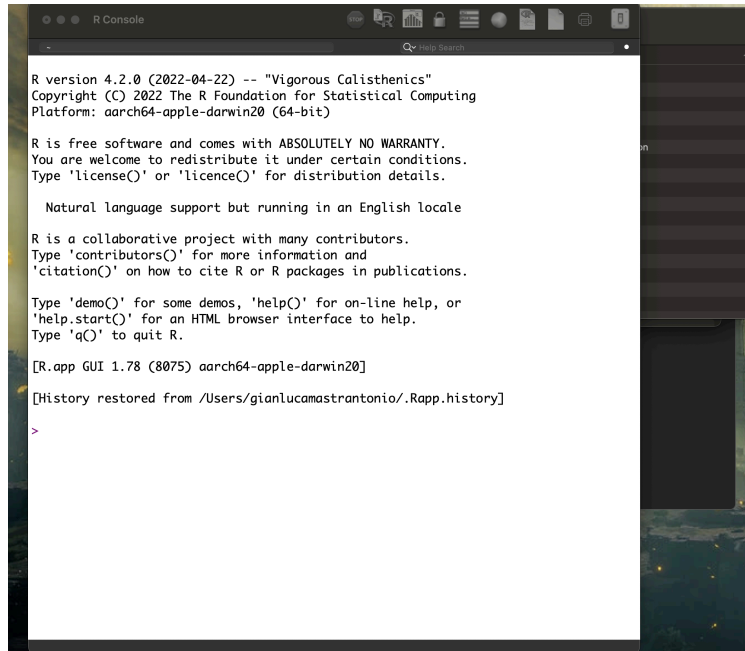 R Console
STOP
~
Help Search
R version 4.2.0 (2022-04-22) -- "Vigorous Calisthenics"
Copyright (C) 2022 The R Foundation for Statistical Computing
Platform: aarch64-apple-darwin20 (64-bit)
R is free software and comes with ABSOLUTELY NO WARRANTY.
You are welcome to redistribute it under certain conditions.
Type 'license()' or 'licence()' for distribution details.
Natural language support but running in an English locale
R is a collaborative project with many contributors.
Type 'contributors()' for more information and
'citation()' on how to cite R or R packages in publications.
Type 'demo()' for some demos, 'help()' for on-line help, or
'help.start()' for an HTML browser interface to help.
Type 'q()' to quit R.
[R.app GUI 1.78 (8075) aarch64-apple-darwin20]
[History restored from /Users/gianlucamastrantonio/.Rapp.history]
>